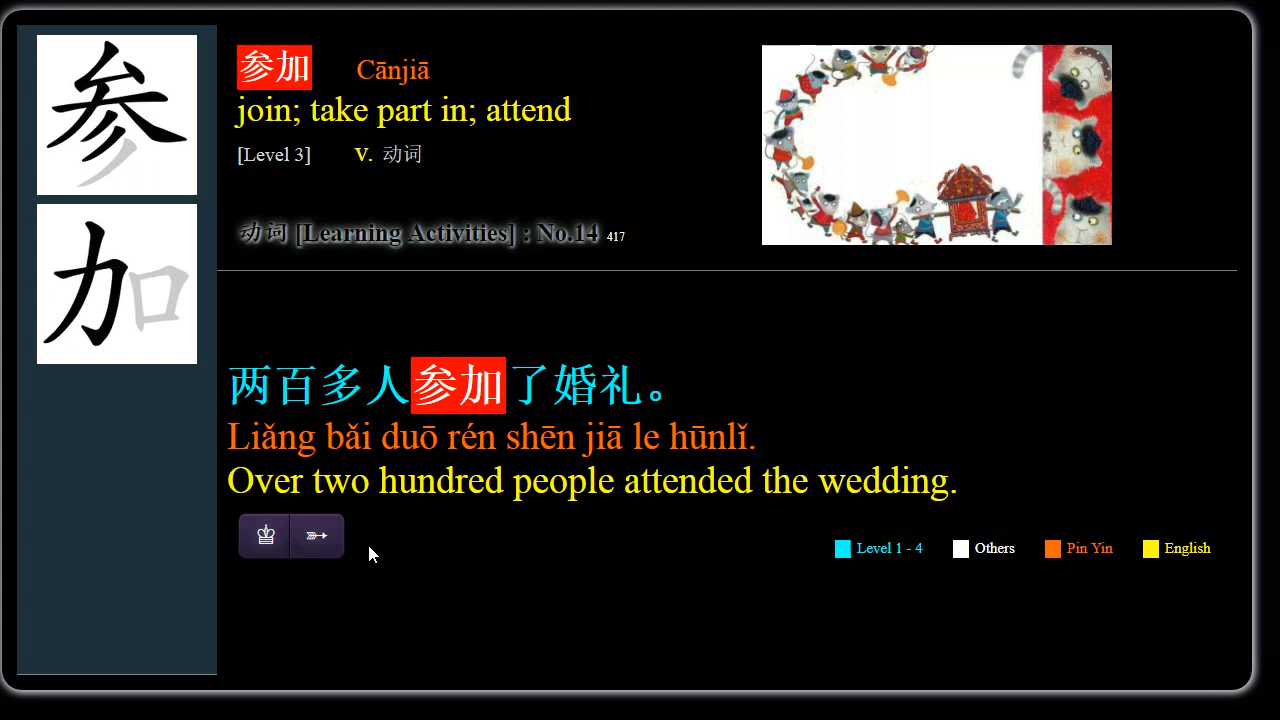 参
加
参加 Cānjiā
join; take part in; attend
[Level 3] V. 动词
动词 [Learning Activities] : No.14 417
两百多人参加了婚礼。
Liǎng bǎi duō rén shēn jiā le hūnlǐ.
Over two hundred people attended the wedding.
Level 1 - 4 Others Pin Yin English